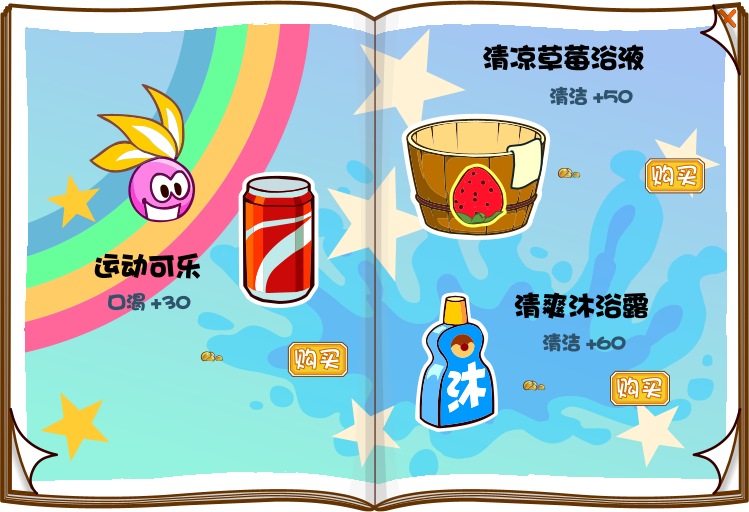 运动可乐
口渴 +30
购买
清凉草莓浴液
清洁 +50
购买
清爽沐浴露
清洁 +60
沐
购买